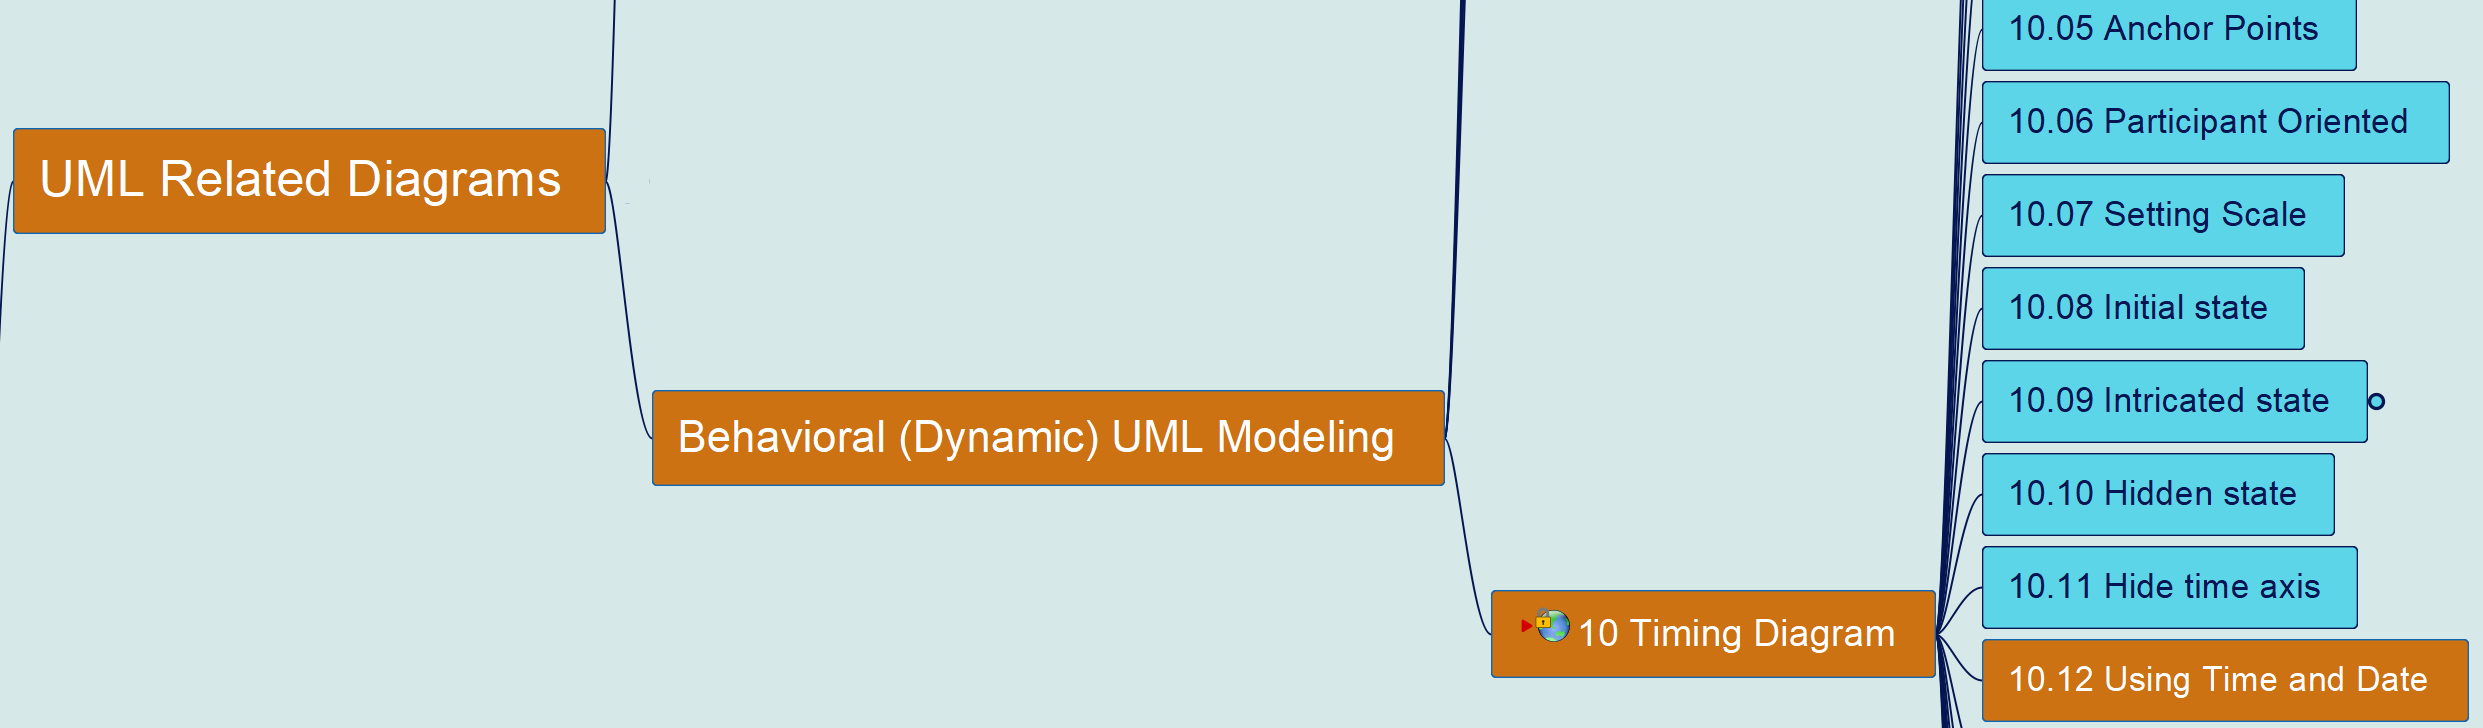 UML Related Diagrams
Behavioral (Dynamic) UML Modeling
10 Timing Diagram
10.05 Anchor Points
10.06 Participant Oriented
10.07 Setting Scale
10.08 Initial state
10.09 Intricated state
10.10 Hidden state
10.11 Hide time axis
10.12 Using Time and Date